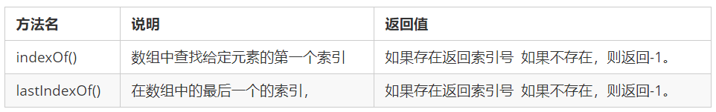 方法名 说明 返回值
indexOf() 数组中查找给定元素的第一个索引 如果存在返回索引号 如果不存在，则返回-1。
lastIndexOf() 在数组中的最后一个的索引， 如果存在返回索引号 如果不存在，则返回-1。